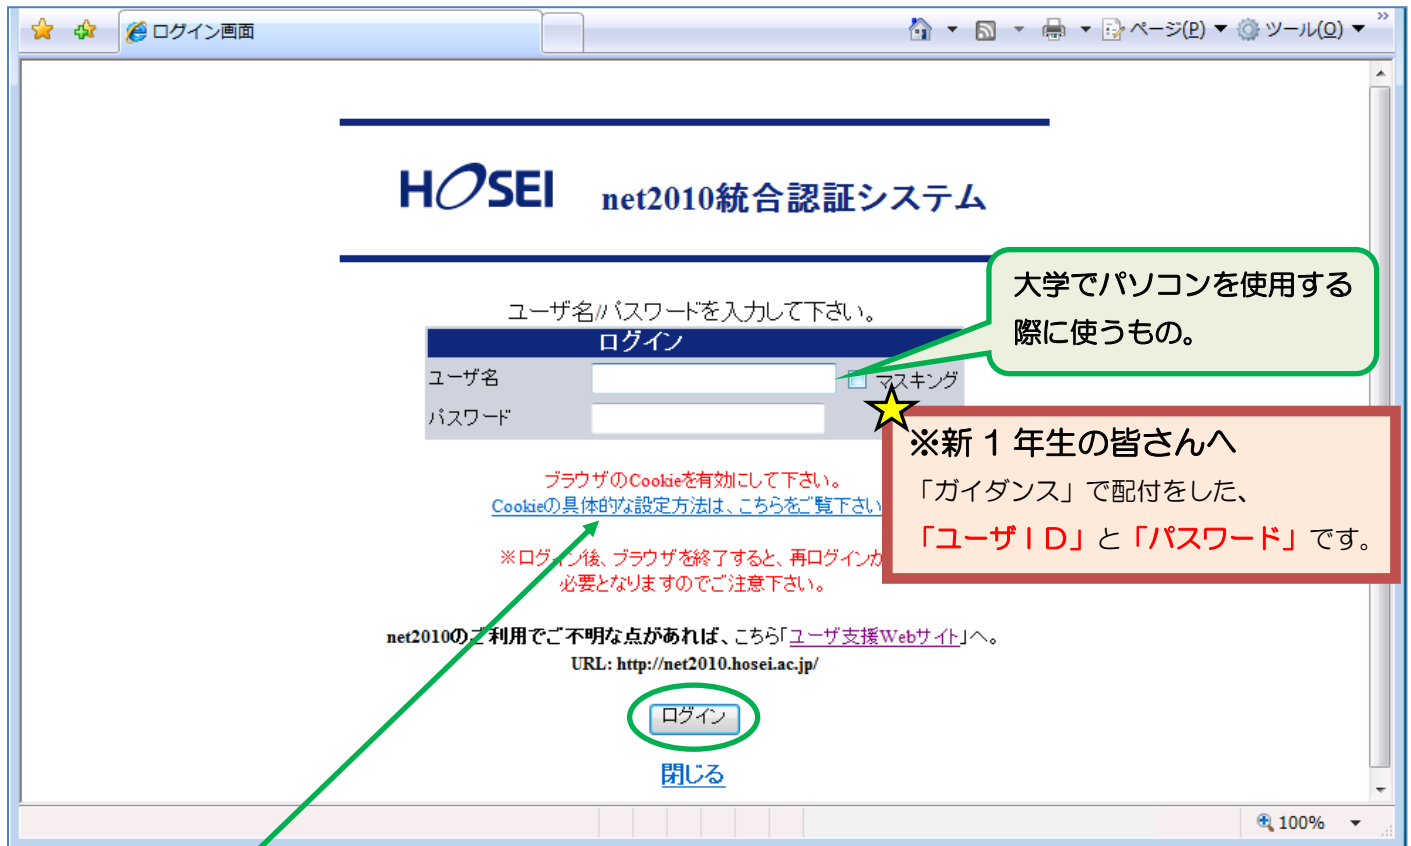 ログイン画面
ページ(P) ツール(O)
HOSEI net2010統合認証システム
大学でパソコンを使用する
際に使うもの。
ユーザ名/パスワードを入力して下さい。
ログイン
ユーザ名
マスキング
パスワード
※新1年生の皆さんへ
「ガイダンス」で配付をした、
「ユーザID」と「パスワード」です。
ブラウザのCookieを有効にして下さい。
Cookieの具体的な設定方法は、こちらをご覧下さい
※ログイン後、ブラウザを終了すると、再ログインが
必要となりますのでご注意下さい。
net2010のご利用でご不明な点があれば、こちら「ユーザ支援Webサイト」へ。
URL: http://net2010.hosei.ac.jp/
ログイン
閉じる
100%